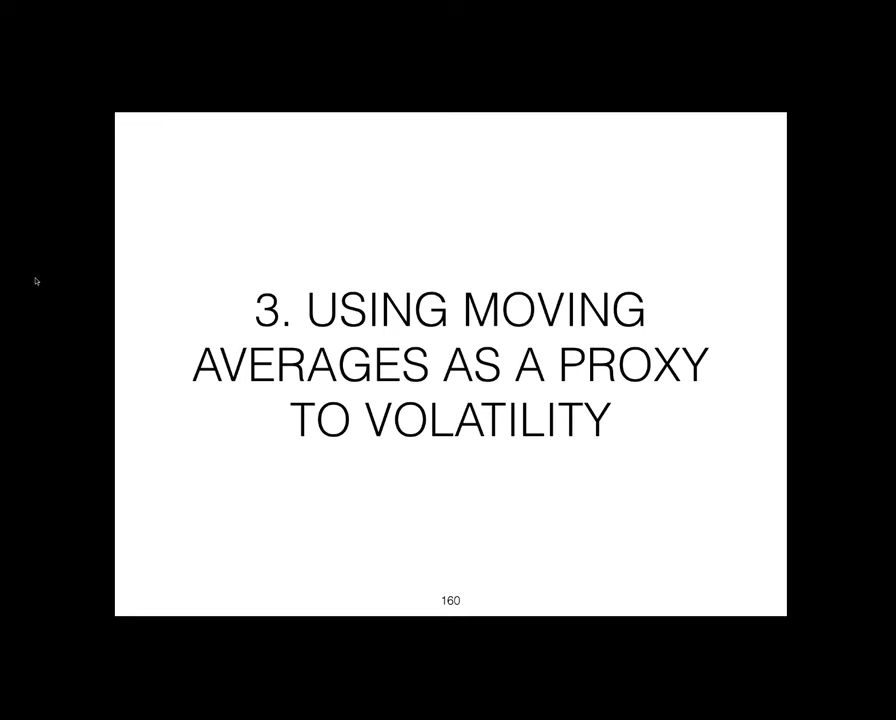 3. USING MOVING
AVERAGES AS A PROXY
TO VOLATILITY
160